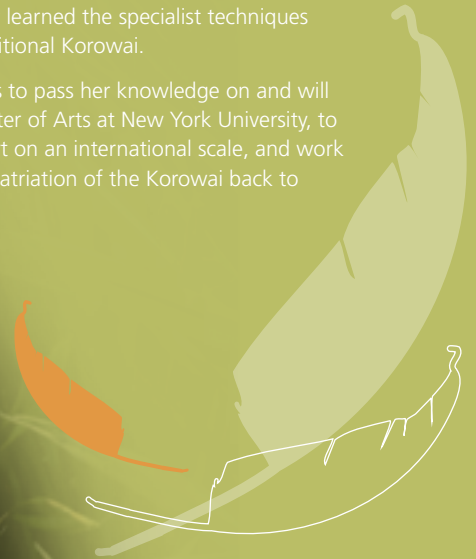 learned the specialist techniques
itional Korowai.
s to pass her knowledge on and will
ter of Arts at New York University, to
t on an international scale, and work
atriation of the Korowai back to